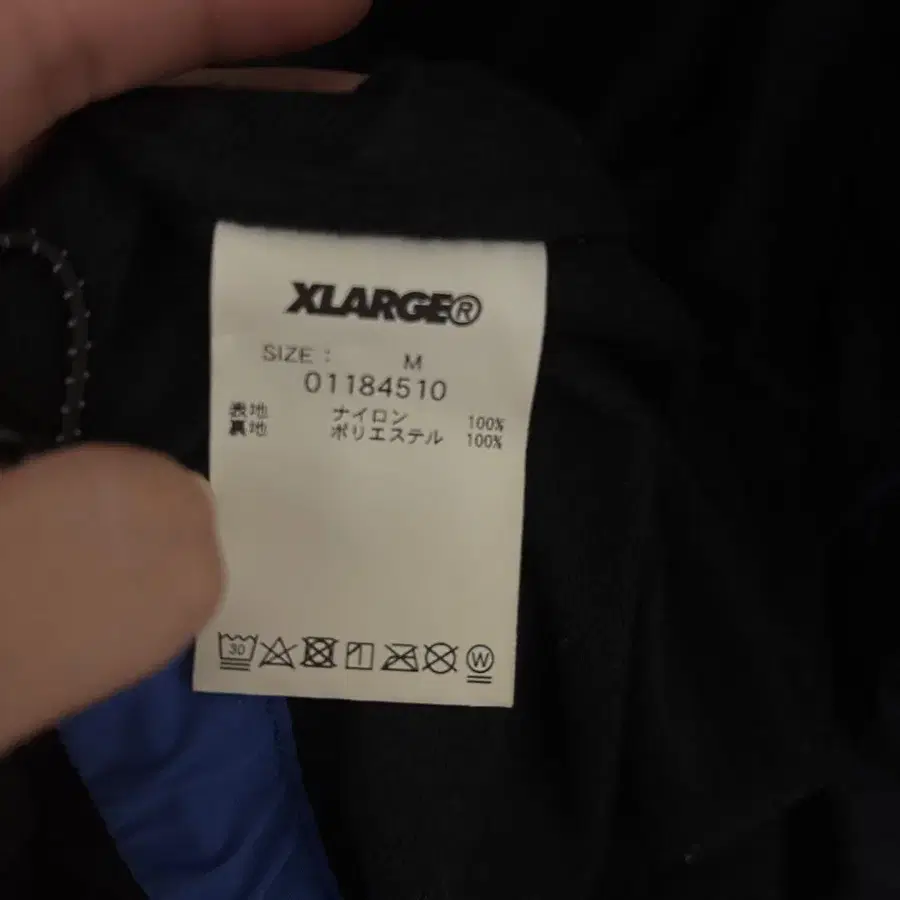 XLARGE®
SIZE : M
01184510
表地 ナイロン 100%
裏地 ポリエステル 100%
30 W